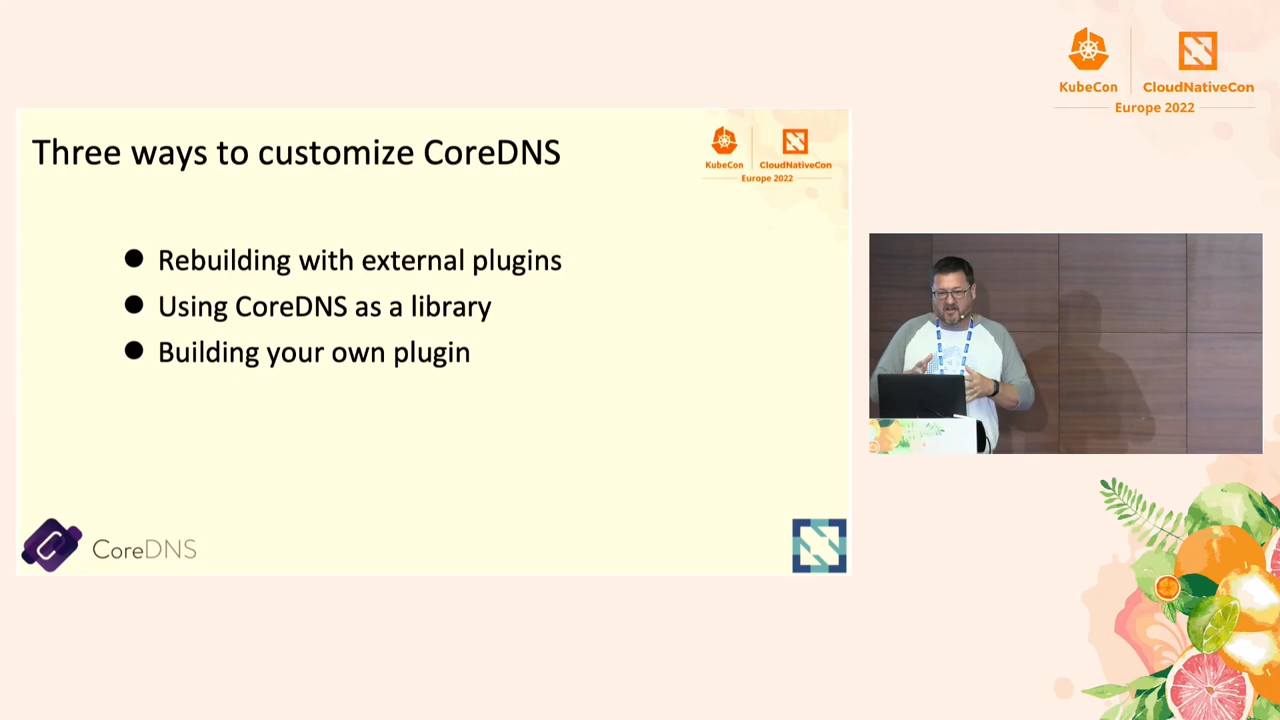 KubeCon
CloudNativeCon
Europe 2022
Three ways to customize CoreDNS
KubeCon
CloudNativeCon
Europe 2022
● Rebuilding with external plugins
● Using CoreDNS as a library
● Building your own plugin
CoreDNS